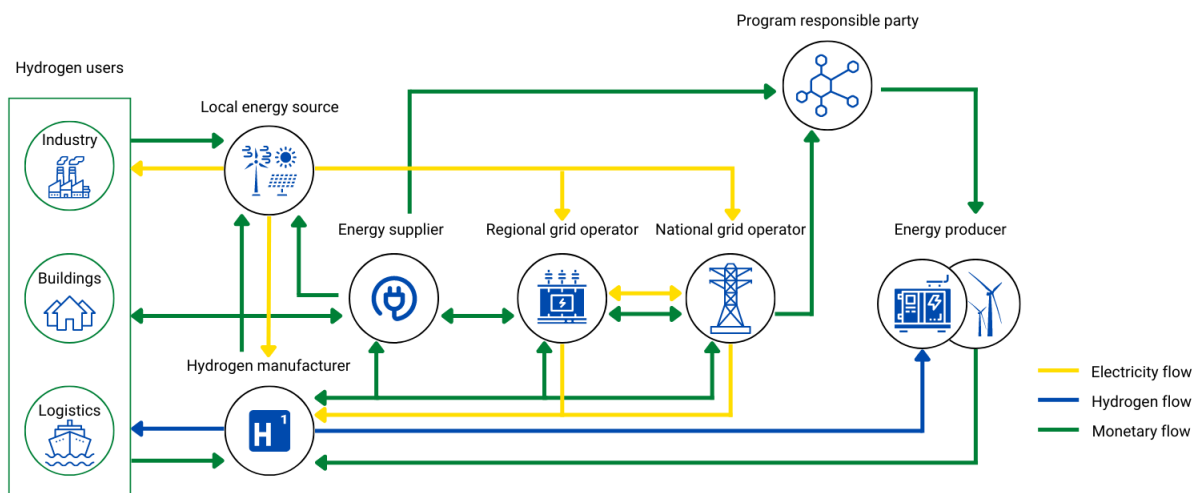 Program responsible party
Hydrogen users
Local energy source
Industry
Energy supplier
Regional grid operator
National grid operator
Energy producer
Buildings
Hydrogen manufacturer
Electricity flow
Hydrogen flow
Logistics
H 1
Monetary flow